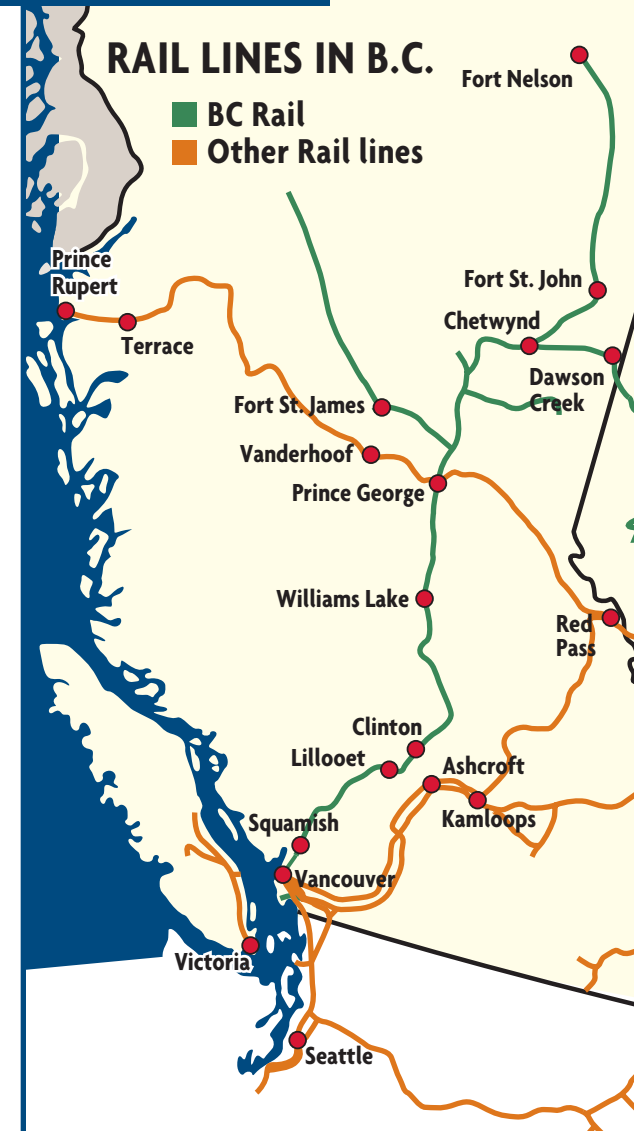 RAIL LINES IN B.C.
BC Rail
Other Rail lines
Fort Nelson
Prince
Rupert
Fort St. John
Chetwynd
Terrace
Dawson
Creek
Fort St. James
Vanderhoof
Prince George
Williams Lake
Red
Pass
Clinton
Lillooet
Ashcroft
Kamloops
Squamish
Vancouver
Victoria
Seattle